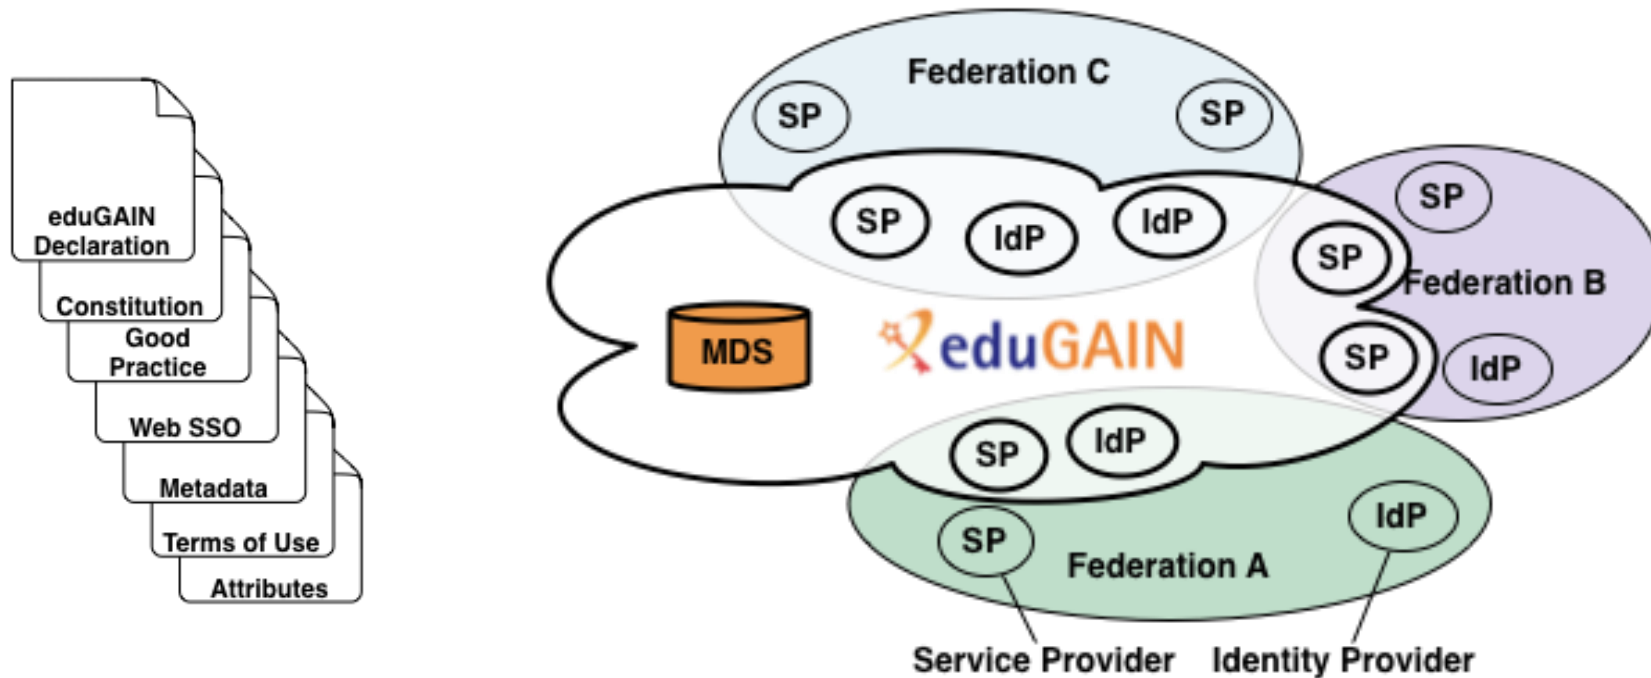 eduGAIN
Declaration
Constitution
Good
Practice
Web SSO
Metadata
Terms of Use
Attributes
Federation C
SP
SP
SP
IdP
IdP
SP
SP
Federation B
SP
IdP
MDS
eduGAIN
SP
IdP
SP
IdP
Federation A
Service Provider
Identity Provider